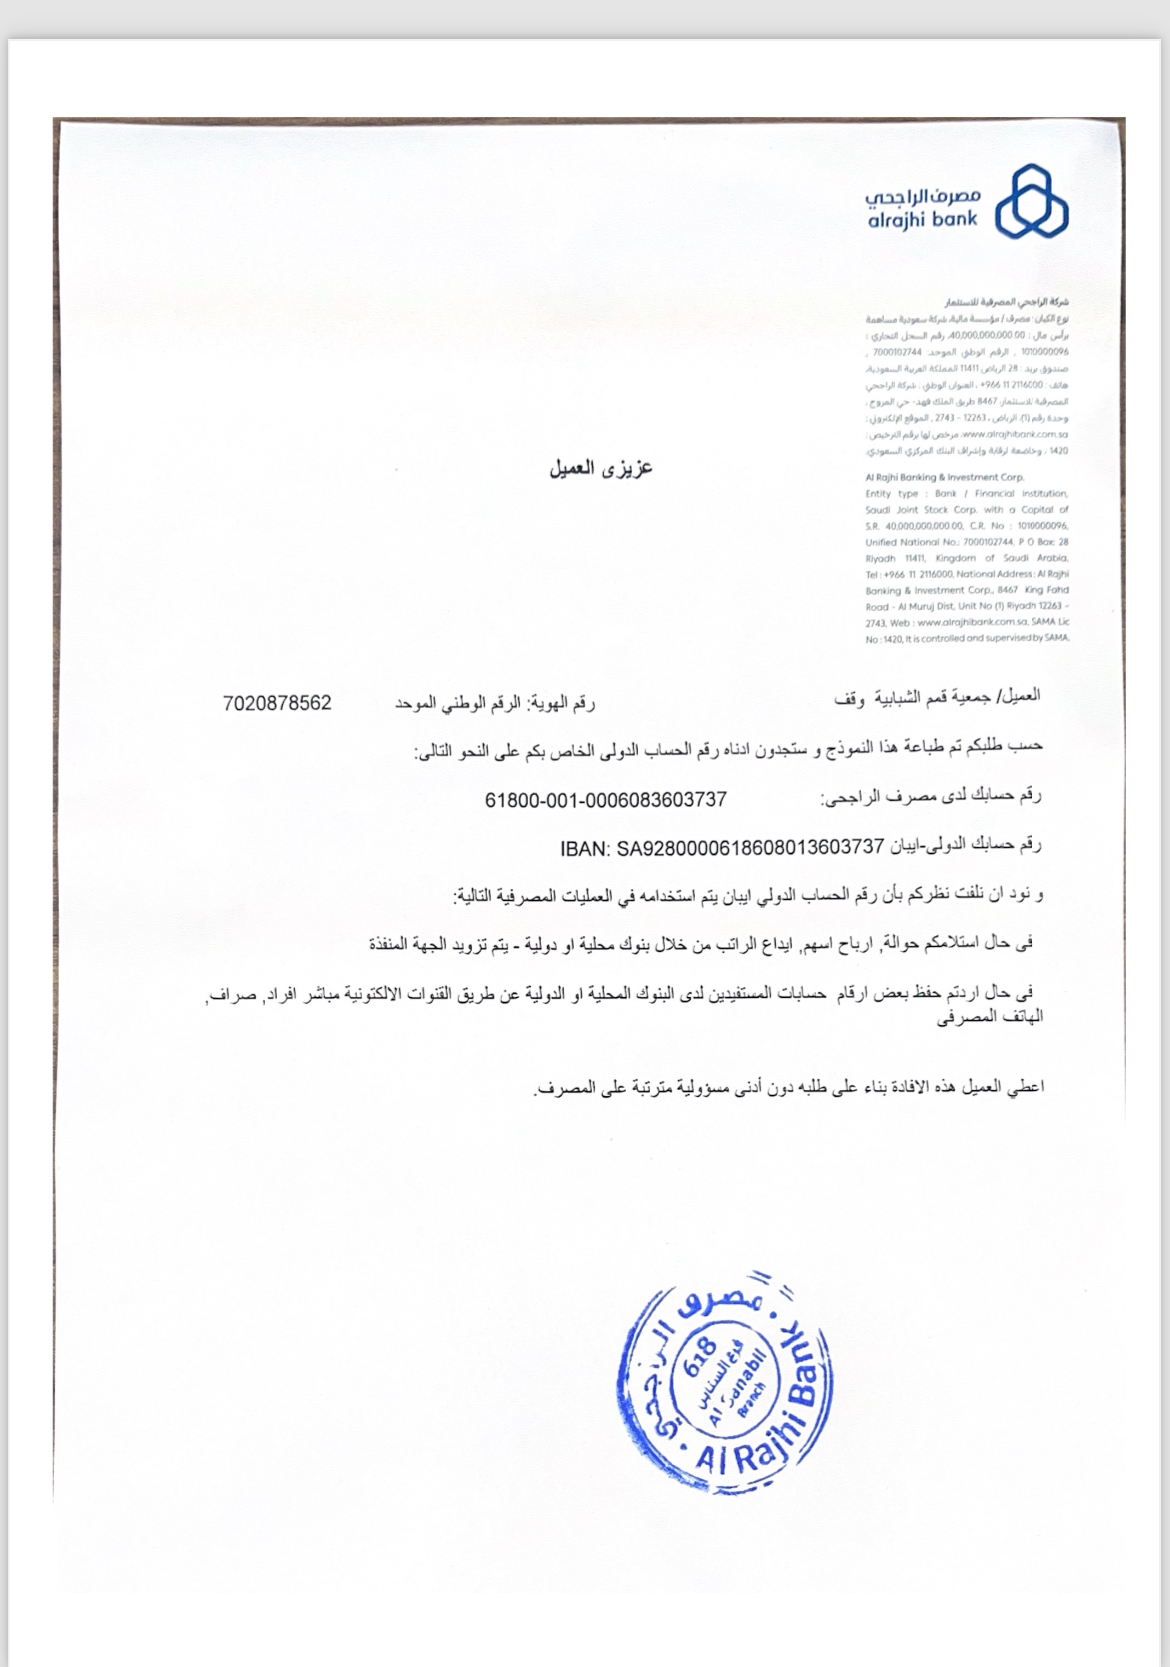 مصرف الراجحي
alrajhi bank
شركة الراجحي المصرفية للاستثمار
نوع الكيان : مصرف / مؤسسة مالية، شركة سعودية مساهمة
برأس مال : 40,000,000,000.00، رقم السجل التجاري :
1010000096 , الرقم الوطني الموحد: 7000102744 ,
صندوق بريد : 28 الرياض 11411 المملكة العربية السعودية،
هاتف : 2116000 11 966+ ، العنوان الوطني : شركة الراجحي
المصرفية للاستثمار، 8467 طريق الملك فهد- حي المروج ،
وحدة رقم (1)، الرياض ، 12263 – 2743 , الموقع الإلكتروني :
www.alrajhibank.com.sa، مرخص لها برقم الترخيص :
1420 ، وخاضعة لرقابة وإشراف البنك المركزي السعودي.
Al Rajhi Banking & Investment Corp.
Entity type : Bank / Financial institution,
Saudi Joint Stock Corp. with a Capital of
S.R. 40,000,000,000.00, C.R. No : 1010000096,
Unified National No.: 7000102744, P O Box: 28
Riyadh 11411, Kingdom of Saudi Arabia,
Tel : +966 11 2116000, National Address: Al Rajhi
Banking & Investment Corp., 8467 King Fahd
Road - Al Muruj Dist, Unit No (1) Riyadh 12263 –
2743, Web : www.alrajhibank.com.sa, SAMA Lic
No : 1420, It is controlled and supervised by SAMA.
عزيزى العميل
العميل/ جمعية قمم الشبابية وقف رقم الهوية: الرقم الوطني الموحد 7020878562
حسب طلبكم تم طباعة هذا النموذج و ستجدون ادناه رقم الحساب الدولى الخاص بكم على النحو التالى:
رقم حسابك لدى مصرف الراجحى: 61800-001-0006083603737
رقم حسابك الدولى-ايبان IBAN: SA9280000618608013603737
و نود ان نلفت نظركم بأن رقم الحساب الدولي ايبان يتم استخدامه في العمليات المصرفية التالية:
فى حال استلامكم حوالة, ارباح اسهم, ايداع الراتب من خلال بنوك محلية او دولية - يتم تزويد الجهة المنفذة
فى حال اردتم حفظ بعض ارقام حسابات المستفيدين لدى البنوك المحلية او الدولية عن طريق القنوات الالكتونية مباشر افراد, صراف,
الهاتف المصرفى
اعطي العميل هذه الافادة بناء على طلبه دون أدنى مسؤولية مترتبة على المصرف.
مصرف الراجحي
618
فرع السنابل
Al Sanabil
Branch
Al Rajhi Bank